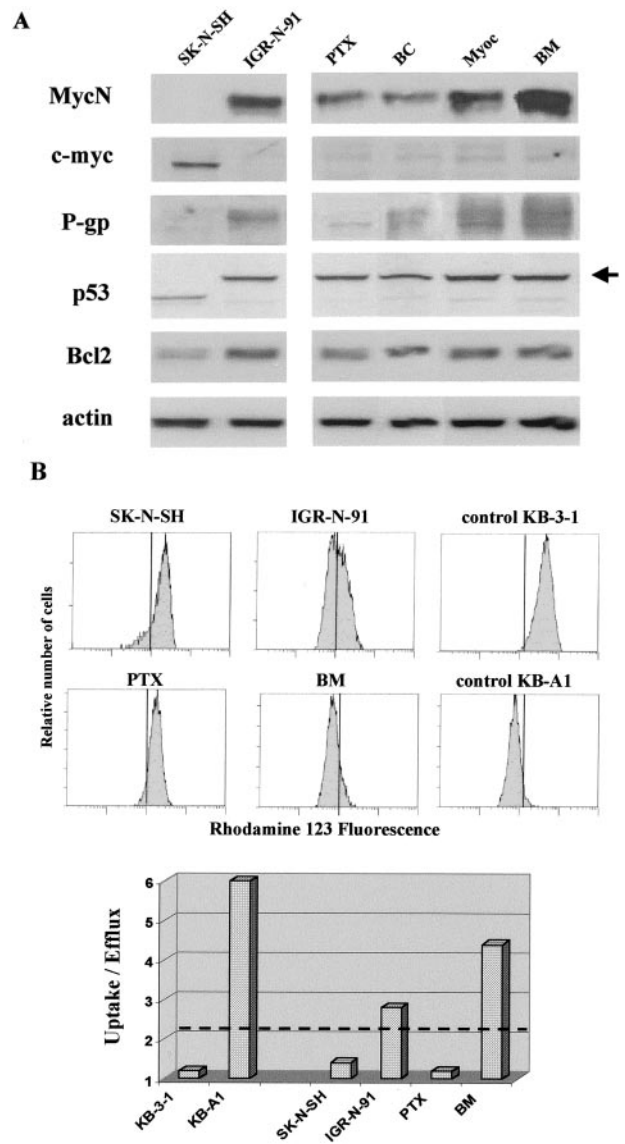 A
SK-N-SH
IGR-N-91
PTX
BC
Myoc
BM
MycN
c-myc
P-gp
p53
Bcl2
actin
B
SK-N-SH
IGR-N-91
control KB-3-1
PTX
BM
control KB-A1
Relative number of cells
Rhodamine 123 Fluorescence
Uptake / Efflux
6
5
4
3
2
1
KB-3-1
KB-A1
SK-N-SH
IGR-N-91
PTX
BM